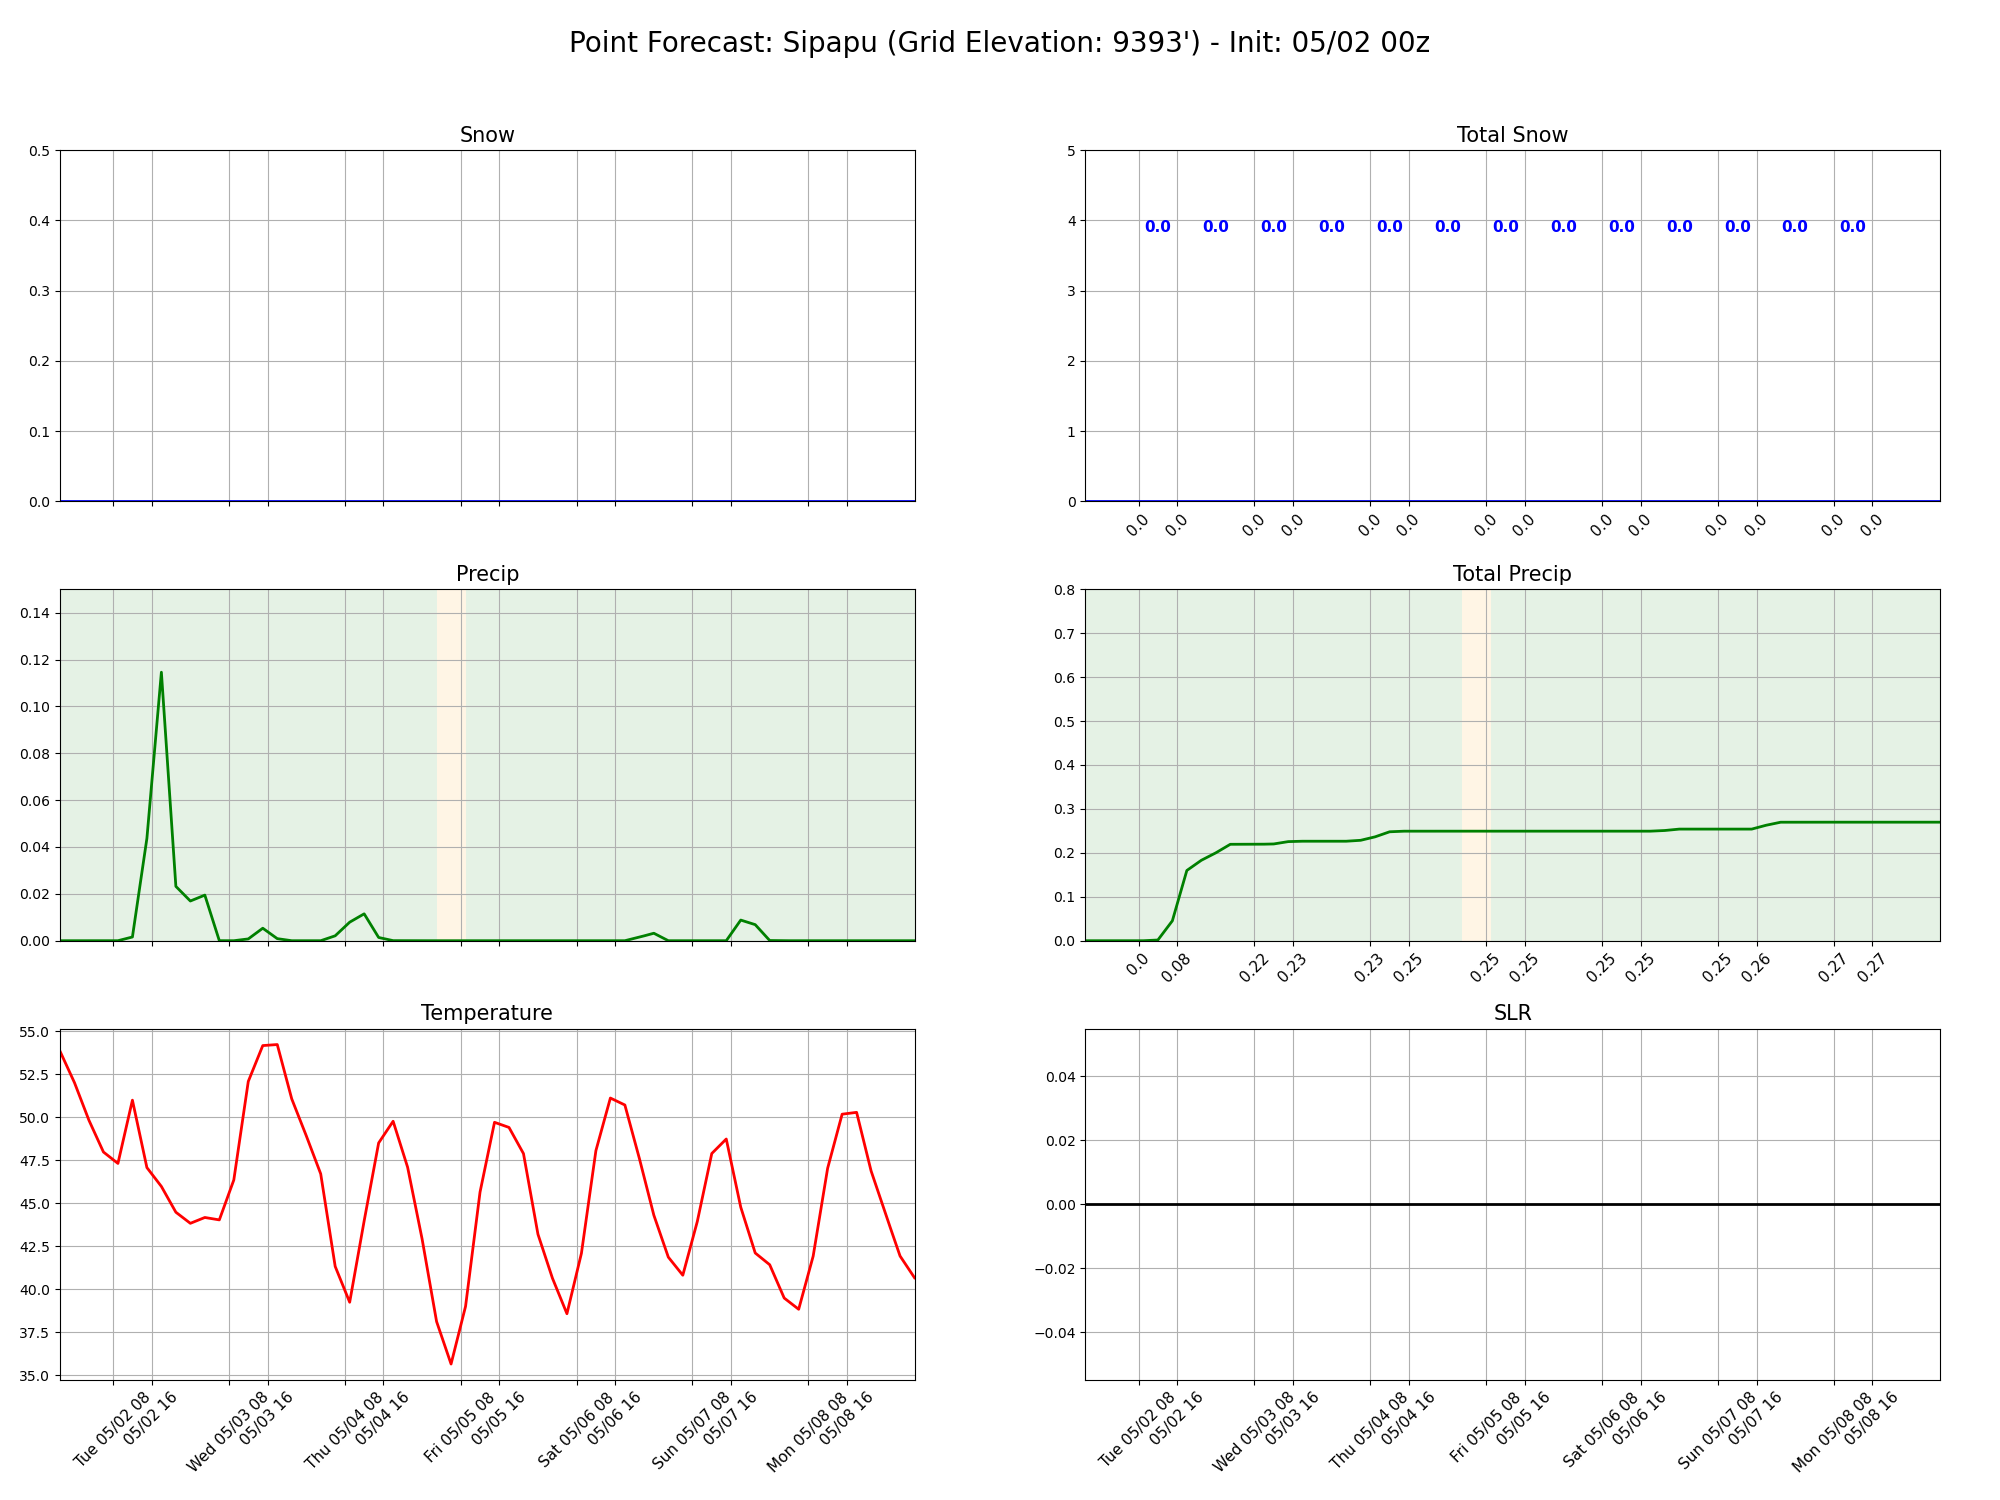 Point Forecast: Sipapu (Grid Elevation: 9393') - Init: 05/02 00z
Snow
0.5
0.4
0.3
0.2
0.1
0.0
Total Snow
5
4
3
2
1
0
0.0 0.0 0.0 0.0 0.0 0.0 0.0 0.0 0.0 0.0 0.0 0.0 0.0
0.0 0.0 0.0 0.0 0.0 0.0 0.0 0.0 0.0 0.0 0.0 0.0 0.0 0.0
Precip
0.14
0.12
0.10
0.08
0.06
0.04
0.02
0.00
Total Precip
0.8
0.7
0.6
0.5
0.4
0.3
0.2
0.1
0.0
0.0 0.08 0.22 0.23 0.23 0.25 0.25 0.25 0.25 0.25 0.25 0.26 0.27 0.27
Temperature
55.0
52.5
50.0
47.5
45.0
42.5
40.0
37.5
35.0
Tue 05/02 08
05/02 16
Wed 05/03 08
05/03 16
Thu 05/04 08
05/04 16
Fri 05/05 08
05/05 16
Sat 05/06 08
05/06 16
Sun 05/07 08
05/07 16
Mon 05/08 08
05/08 16
SLR
0.04
0.02
0.00
−0.02
−0.04
Tue 05/02 08
05/02 16
Wed 05/03 08
05/03 16
Thu 05/04 08
05/04 16
Fri 05/05 08
05/05 16
Sat 05/06 08
05/06 16
Sun 05/07 08
05/07 16
Mon 05/08 08
05/08 16